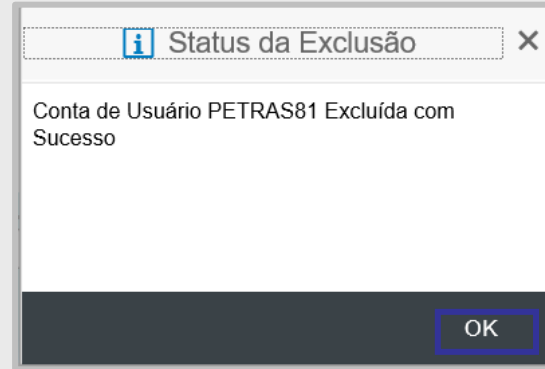 Status da Exclusão
Conta de Usuário PETRAS81 Excluída com
Sucesso
OK